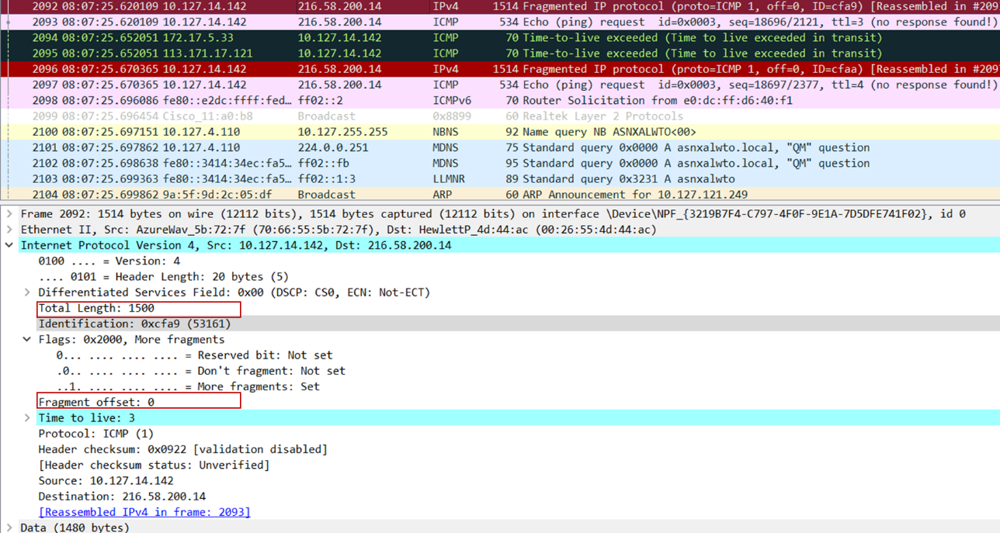 2092 08:07:25.620109 10.127.14.142 216.58.200.14 IPv4 1514 Fragmented IP protocol (proto=ICMP 1, off=0, ID=cfa9) [Reassembled in #209
2093 08:07:25.620109 10.127.14.142 216.58.200.14 ICMP 534 Echo (ping) request id=0x0003, seq=18696/2121, ttl=3 (no response found!)
2094 08:07:25.652051 172.17.5.33 10.127.14.142 ICMP 70 Time-to-live exceeded (Time to live exceeded in transit)
2095 08:07:25.652051 113.171.17.121 10.127.14.142 ICMP 70 Time-to-live exceeded (Time to live exceeded in transit)
2096 08:07:25.670365 10.127.14.142 216.58.200.14 IPv4 1514 Fragmented IP protocol (proto=ICMP 1, off=0, ID=cfaa) [Reassembled in #209
2097 08:07:25.670365 10.127.14.142 216.58.200.14 ICMP 534 Echo (ping) request id=0x0003, seq=18697/2377, ttl=4 (no response found!)
2098 08:07:25.696086 fe80::e2dc:ffff:fed… ff02::2 ICMPv6 70 Router Solicitation from e0:dc:ff:d6:40:f1
2099 08:07:25.696454 Cisco_11:a0:b8 Broadcast 0x8899 60 Realtek Layer 2 Protocols
2100 08:07:25.697151 10.127.4.110 10.127.255.255 NBNS 92 Name query NB ASNXALWTO<00>
2101 08:07:25.697862 10.127.4.110 224.0.0.251 MDNS 75 Standard query 0x0000 A asnxalwto.local, "QM" question
2102 08:07:25.698638 fe80::3414:34ec:fa5… ff02::fb MDNS 95 Standard query 0x0000 A asnxalwto.local, "QM" question
2103 08:07:25.699363 fe80::3414:34ec:fa5… ff02::1:3 LLMNR 89 Standard query 0x3231 A asnxalwto
2104 08:07:25.699862 9a:5f:9d:2c:05:df Broadcast ARP 60 ARP Announcement for 10.127.121.249
Frame 2092: 1514 bytes on wire (12112 bits), 1514 bytes captured (12112 bits) on interface \Device\NPF_{3219B7F4-C797-4F0F-9E1A-7D5DFE741F02}, id 0
Ethernet II, Src: AzureWav_5b:72:7f (70:66:55:5b:72:7f), Dst: HewlettP_4d:44:ac (00:26:55:4d:44:ac)
Internet Protocol Version 4, Src: 10.127.14.142, Dst: 216.58.200.14
0100 .... = Version: 4
.... 0101 = Header Length: 20 bytes (5)
Differentiated Services Field: 0x00 (DSCP: CS0, ECN: Not-ECT)
Total Length: 1500
Identification: 0xcfa9 (53161)
Flags: 0x2000, More fragments
0... .... .... .... = Reserved bit: Not set
.0.. .... .... .... = Don't fragment: Not set
..1. .... .... .... = More fragments: Set
Fragment offset: 0
Time to live: 3
Protocol: ICMP (1)
Header checksum: 0x0922 [validation disabled]
[Header checksum status: Unverified]
Source: 10.127.14.142
Destination: 216.58.200.14
[Reassembled IPv4 in frame: 2093]
Data (1480 bytes)